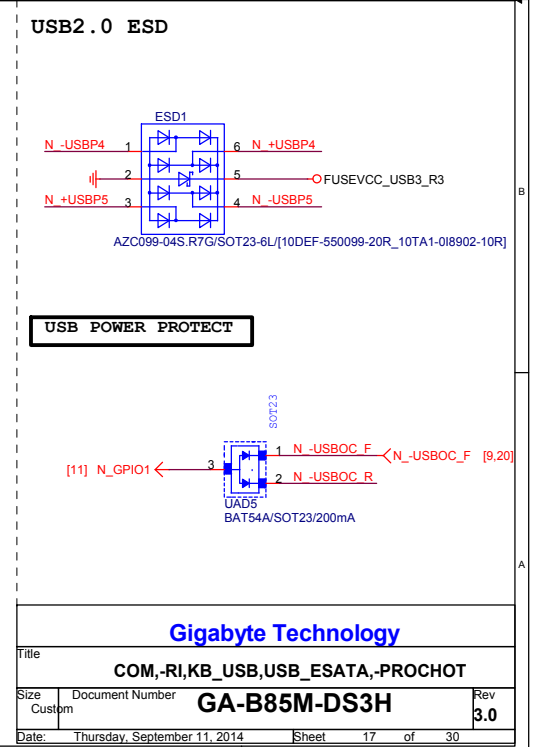 USB2.0 ESD
ESD1
N_-USBP4 1 6 N_+USBP4
2 5 FUSEVCC_USB3_R3
N_+USBP5 3 4 N_-USBP5
B
AZC099-04S.R7G/SOT23-6L/[10DEF-550099-20R_10TA1-0I8902-10R]
USB POWER PROTECT
SOT23
1 N_-USBOC_F N_-USBOC_F [9,20]
[11] N_GPIO1 3
2 N_-USBOC_R
UAD5
BAT54A/SOT23/200mA
A
Gigabyte Technology
Title
COM,-RI,KB_USB,USB_ESATA,-PROCHOT
Size Document Number Rev
Custom GA-B85M-DS3H 3.0
Date: Thursday, September 11, 2014 Sheet 17 of 30